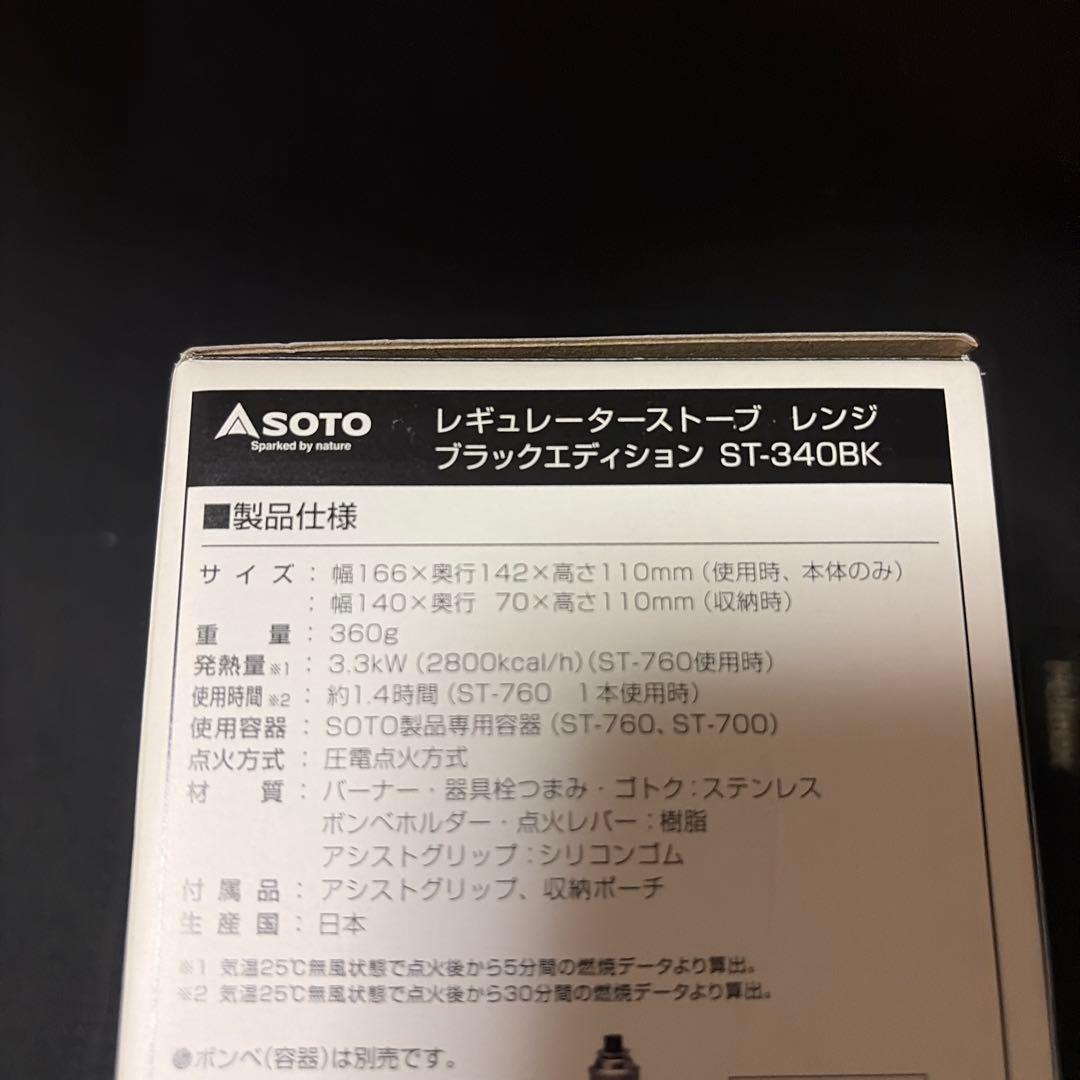 SOTO
Sparked by nature
レギュレーターストーブ レンジ
ブラックエディション ST-340BK
■製品仕様
サイズ：幅166×奥行142×高さ110mm（使用時、本体のみ）
：幅140×奥行 70×高さ110mm（収納時）
重量：360g
発熱量※1：3.3kW（2800kcal/h）（ST-760使用時）
使用時間※2：約1.4時間（ST-760 1本使用時）
使用容器：SOTO製品専用容器（ST-760、ST-700）
点火方式：圧電点火方式
材質：バーナー・器具栓つまみ・ゴトク：ステンレス
ボンベホルダー・点火レバー：樹脂
アシストグリップ：シリコンゴム
付属品：アシストグリップ、収納ポーチ
生産国：日本
※1 気温25℃無風状態で点火後から5分間の燃焼データより算出。
※2 気温25℃無風状態で点火後から30分間の燃焼データより算出。
●ボンベ（容器）は別売です。